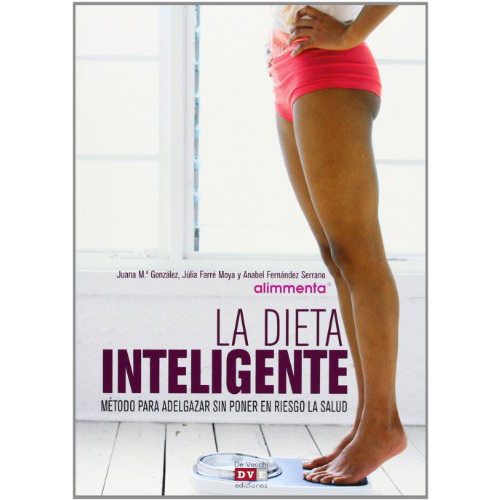 Juana M.ª González, Júlia Farré Moya y Anabel Fernández Serrano
alimmenta®
LA DIETA
INTELIGENTE
MÉTODO PARA ADELGAZAR SIN PONER EN RIESGO LA SALUD
De Vecchi
DVE
ediciones